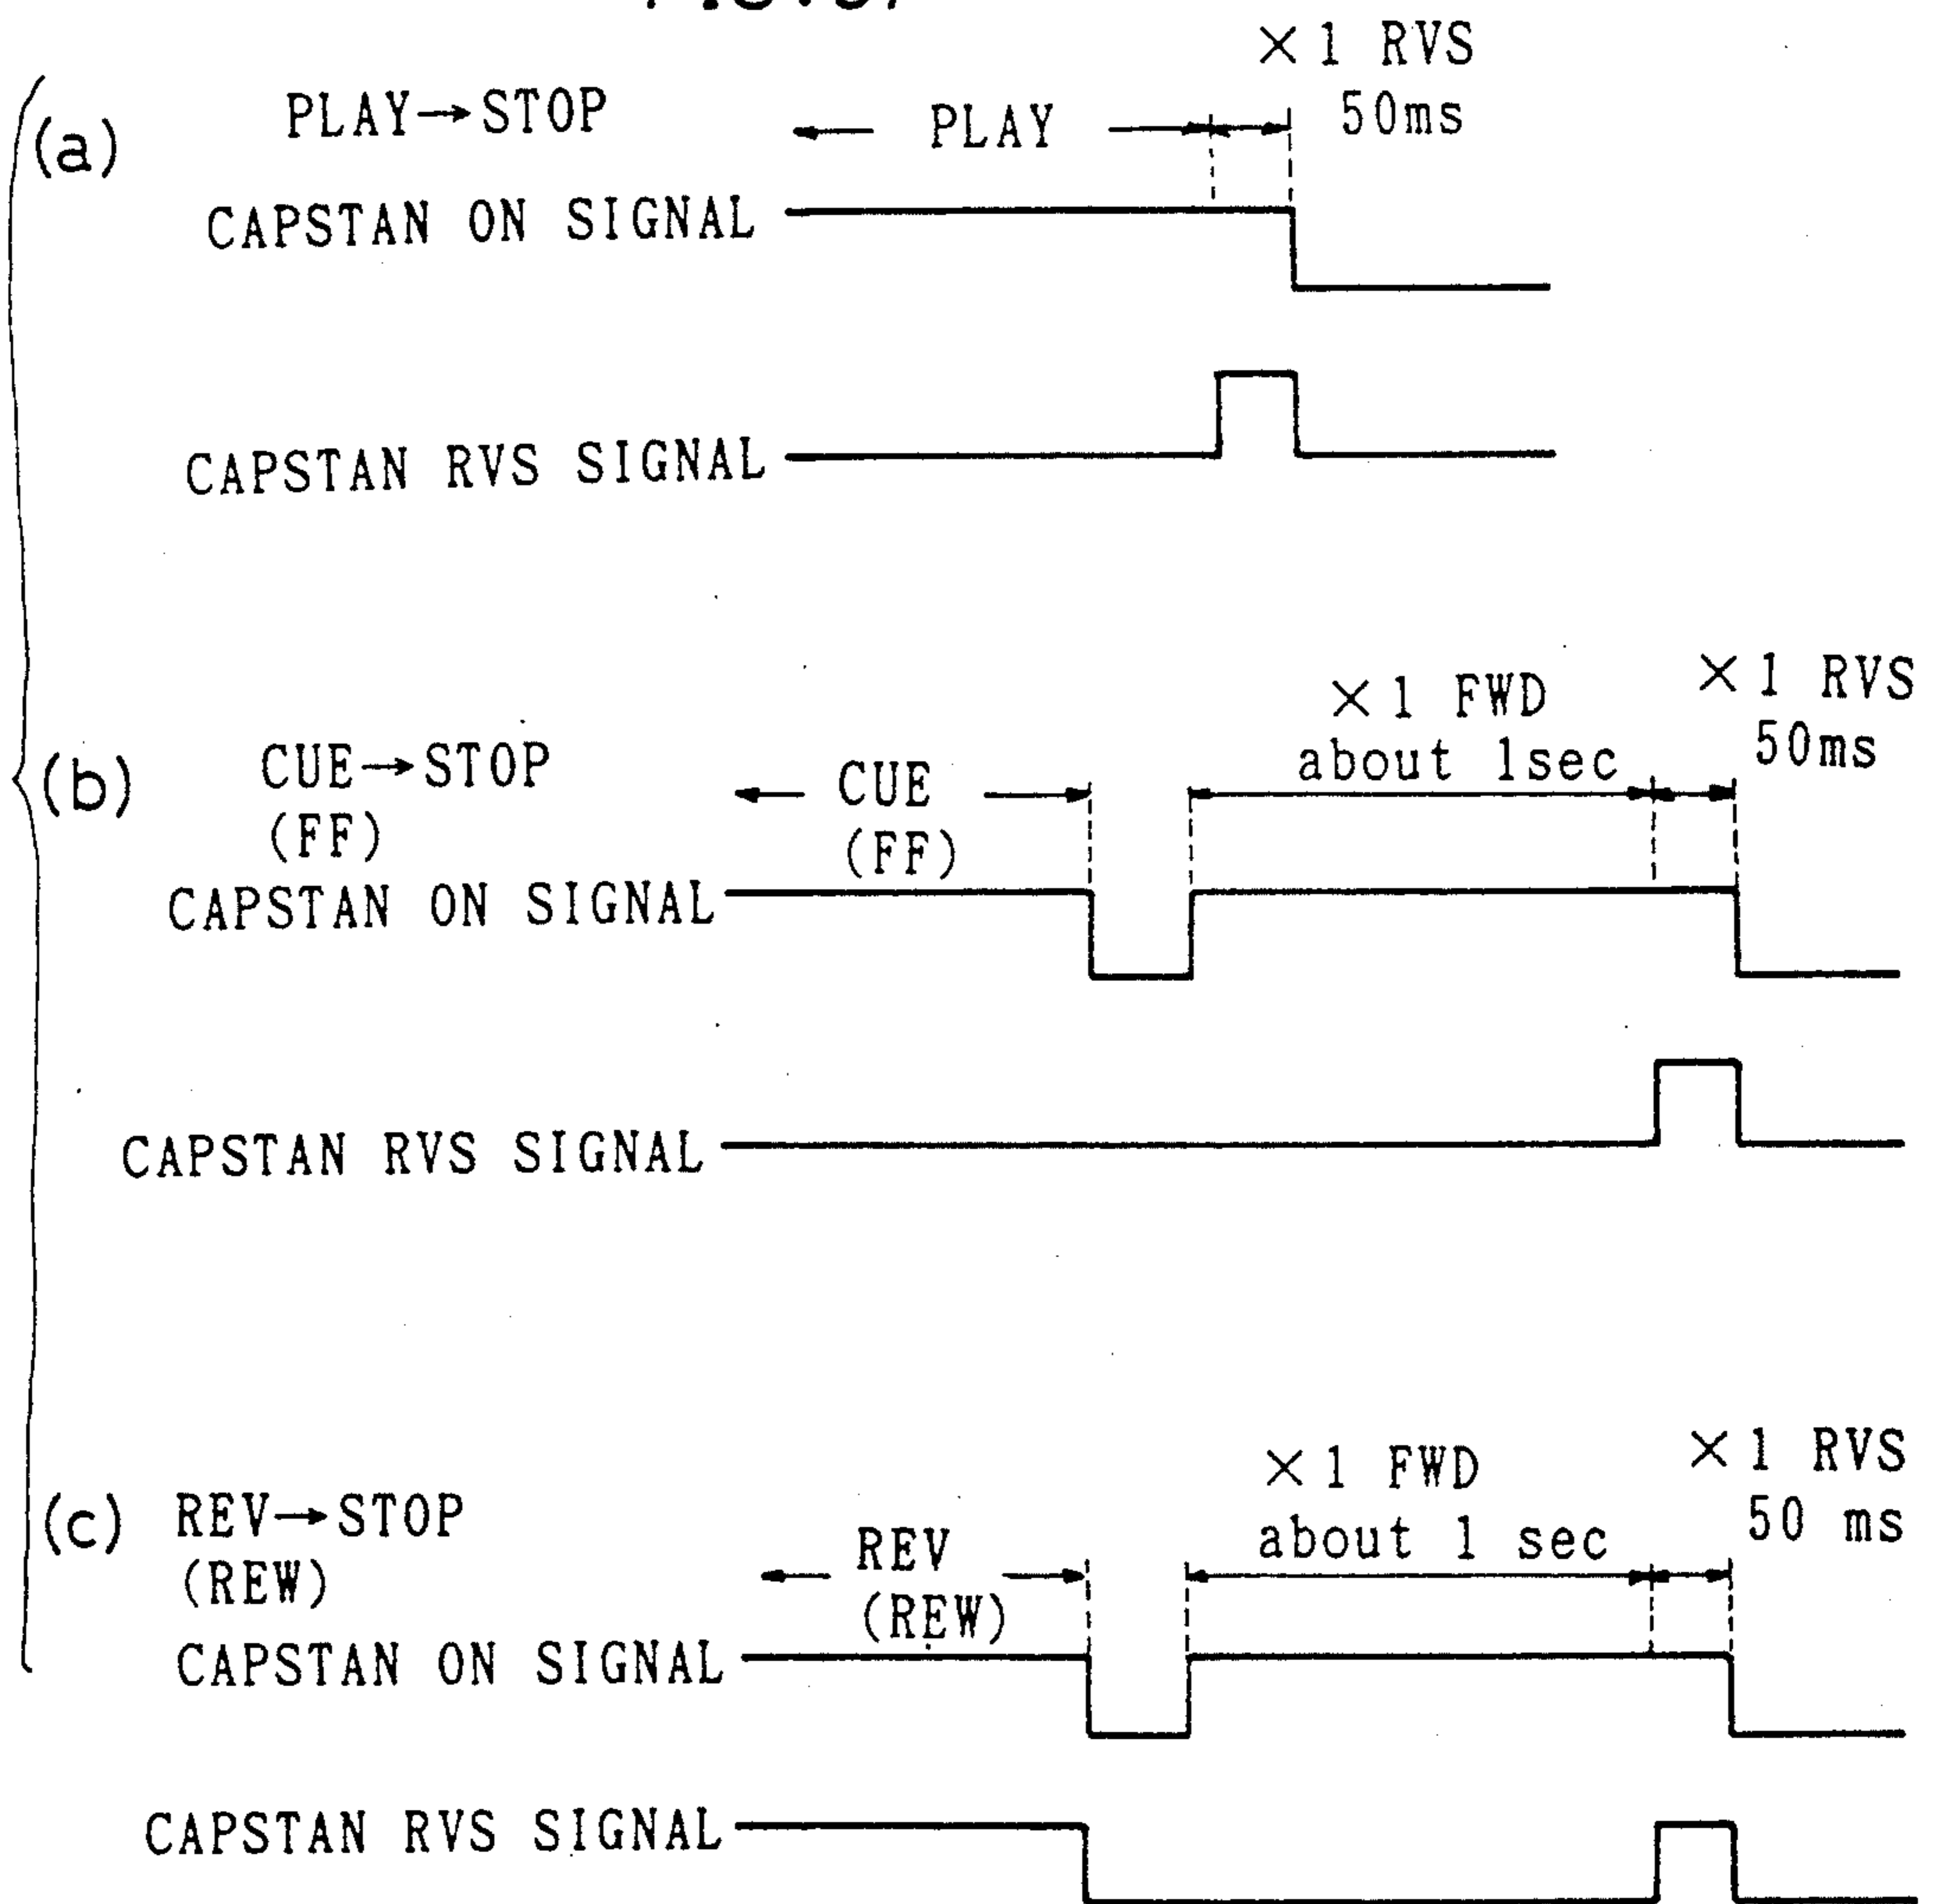 (a)
PLAY→STOP
PLAY
×1 RVS
50ms
CAPSTAN ON SIGNAL
CAPSTAN RVS SIGNAL
(b)
CUE→STOP
(FF)
CUE
(FF)
×1 FWD
about 1sec
×1 RVS
50ms
CAPSTAN ON SIGNAL
CAPSTAN RVS SIGNAL
(c)
REV→STOP
(REW)
REV
(REW)
×1 FWD
about 1 sec
×1 RVS
50 ms
CAPSTAN ON SIGNAL
CAPSTAN RVS SIGNAL